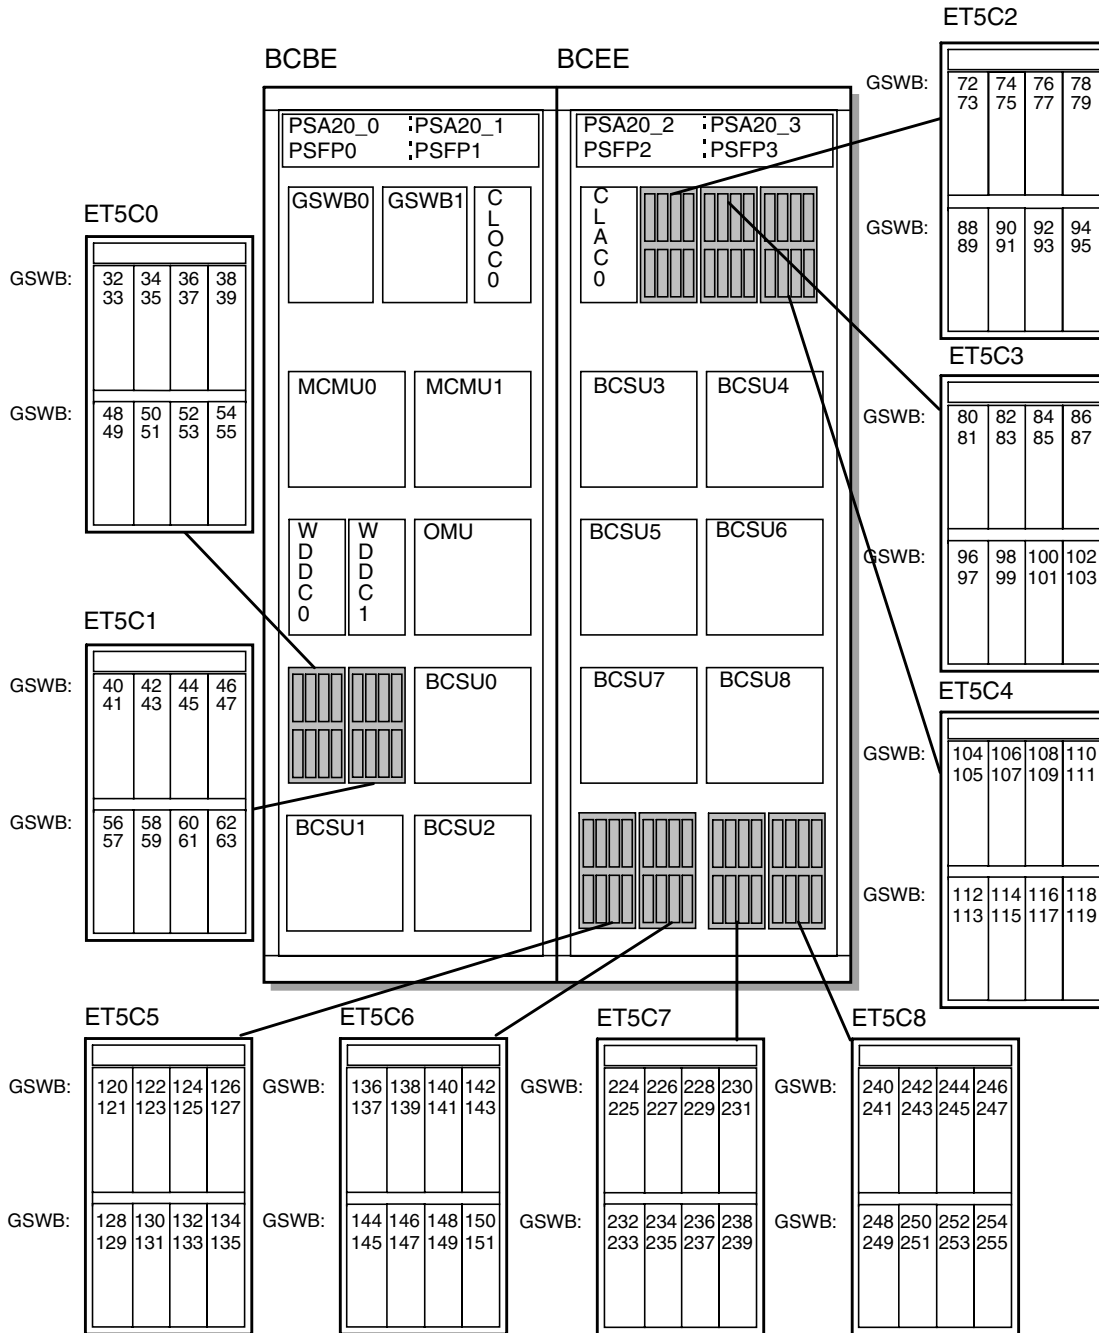 ET5C2
BCBE
BCEE
GSWB: 72 74 76 78
73 75 77 79
GSWB: 88 90 92 94
89 91 93 95
PSA20_0 PSA20_1
PSFP0 PSFP1
PSA20_2 PSA20_3
PSFP2 PSFP3
GSWB0
GSWB1
CLOC0
CLAC0
ET5C0
GSWB: 32 34 36 38
33 35 37 39
GSWB: 48 50 52 54
49 51 53 55
MCMU0
MCMU1
BCSU3
BCSU4
ET5C3
GSWB: 80 82 84 86
81 83 85 87
GSWB: 96 98 100 102
97 99 101 103
WDDC0
WDDC1
OMU
BCSU5
BCSU6
ET5C1
GSWB: 40 42 44 46
41 43 45 47
GSWB: 56 58 60 62
57 59 61 63
BCSU0
BCSU7
BCSU8
ET5C4
GSWB: 104 106 108 110
105 107 109 111
GSWB: 112 114 116 118
113 115 117 119
BCSU1
BCSU2
ET5C5
GSWB: 120 122 124 126
121 123 125 127
GSWB: 128 130 132 134
129 131 133 135
ET5C6
GSWB: 136 138 140 142
137 139 141 143
GSWB: 144 146 148 150
145 147 149 151
ET5C7
GSWB: 224 226 228 230
225 227 229 231
GSWB: 232 234 236 238
233 235 237 239
ET5C8
GSWB: 240 242 244 246
241 243 245 247
GSWB: 248 250 252 254
249 251 253 255